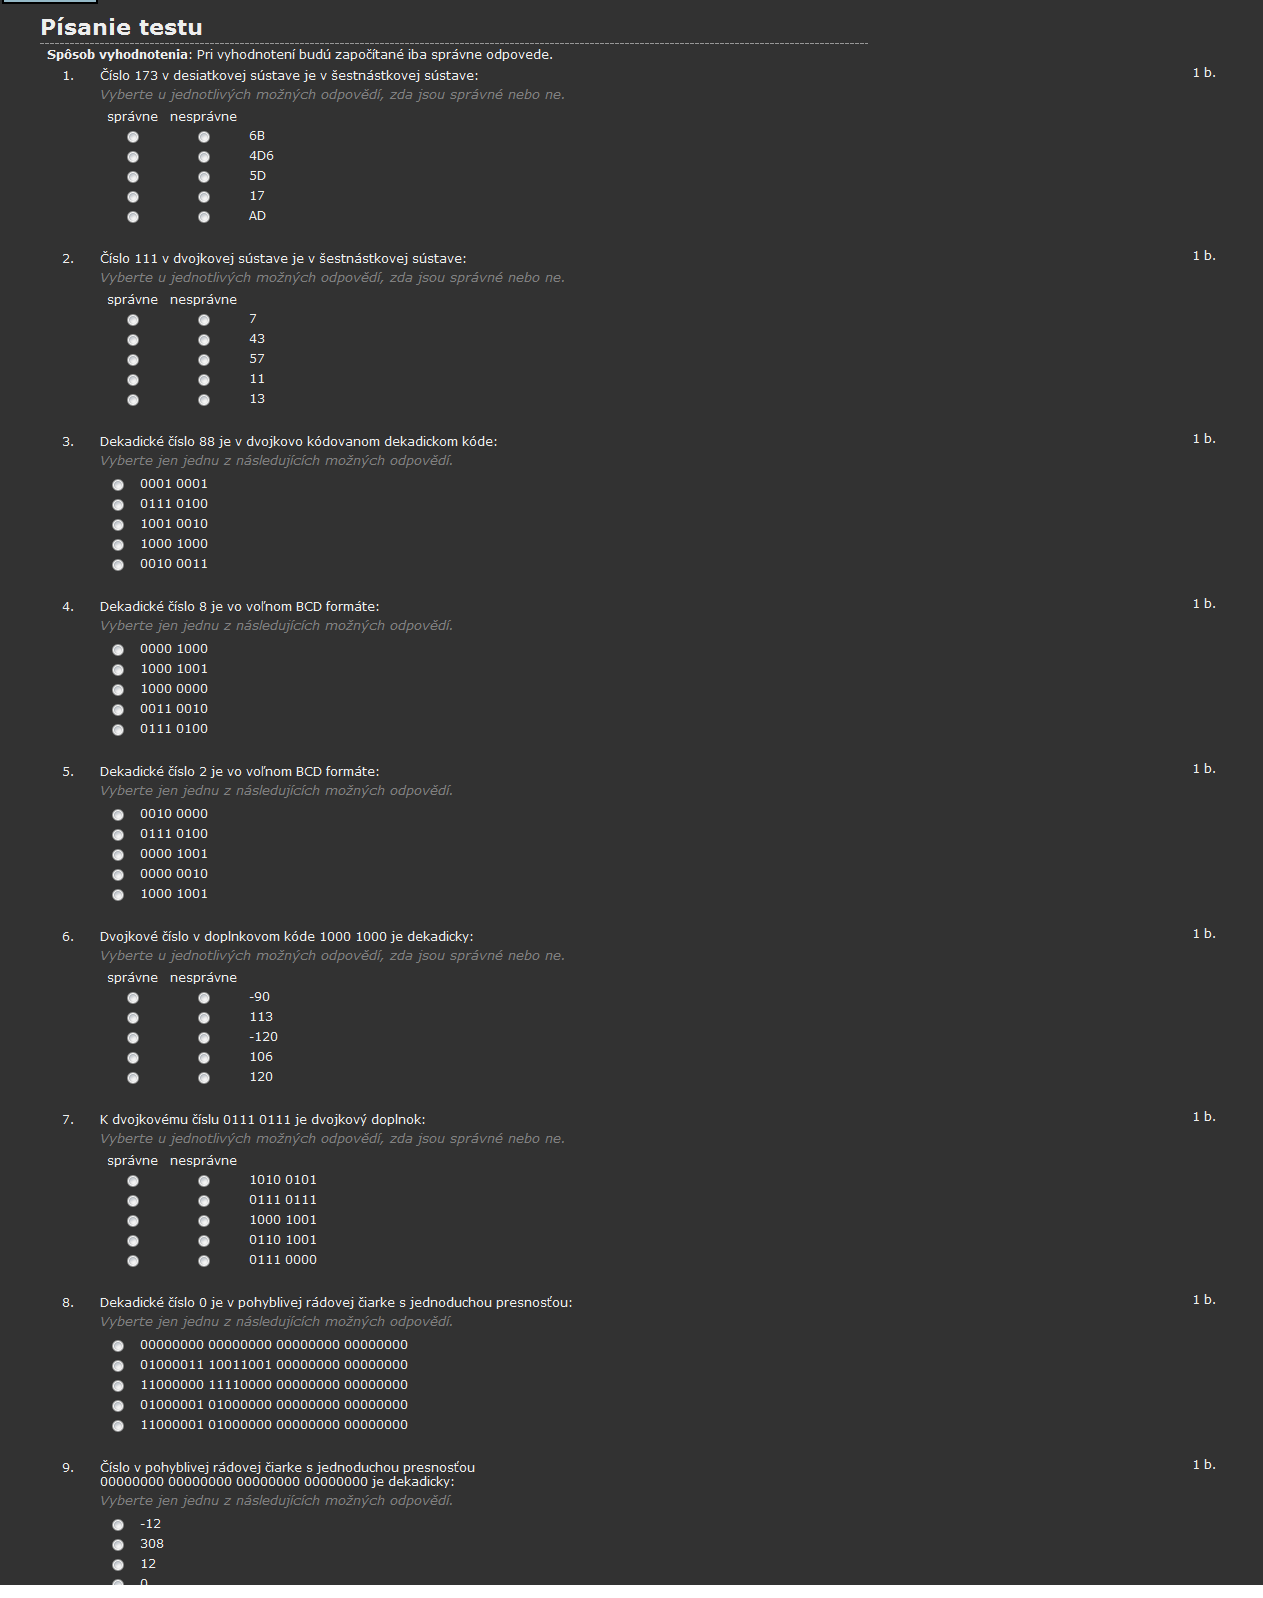 Písanie testu
Spôsob vyhodnotenia: Pri vyhodnotení budú započítané iba správne odpovede.
1. Číslo 173 v desiatkovej sústave je v šestnástkovej sústave: 1 b.
Vyberte u jednotlivých možných odpovědí, zda jsou správné nebo ne.
správne nesprávne
6B
4D6
5D
17
AD
2. Číslo 111 v dvojkovej sústave je v šestnástkovej sústave: 1 b.
Vyberte u jednotlivých možných odpovědí, zda jsou správné nebo ne.
správne nesprávne
7
43
57
11
13
3. Dekadické číslo 88 je v dvojkovo kódovanom dekadickom kóde: 1 b.
Vyberte jen jednu z následujících možných odpovědí.
0001 0001
0111 0100
1001 0010
1000 1000
0010 0011
4. Dekadické číslo 8 je vo voľnom BCD formáte: 1 b.
Vyberte jen jednu z následujících možných odpovědí.
0000 1000
1000 1001
1000 0000
0011 0010
0111 0100
5. Dekadické číslo 2 je vo voľnom BCD formáte: 1 b.
Vyberte jen jednu z následujících možných odpovědí.
0010 0000
0111 0100
0000 1001
0000 0010
1000 1001
6. Dvojkové číslo v doplnkovom kóde 1000 1000 je dekadicky: 1 b.
Vyberte u jednotlivých možných odpovědí, zda jsou správné nebo ne.
správne nesprávne
-90
113
-120
106
120
7. K dvojkovému číslu 0111 0111 je dvojkový doplnok: 1 b.
Vyberte u jednotlivých možných odpovědí, zda jsou správné nebo ne.
správne nesprávne
1010 0101
0111 0111
1000 1001
0110 1001
0111 0000
8. Dekadické číslo 0 je v pohyblivej rádovej čiarke s jednoduchou presnosťou: 1 b.
Vyberte jen jednu z následujících možných odpovědí.
00000000 00000000 00000000 00000000
01000011 10011001 00000000 00000000
11000000 11110000 00000000 00000000
01000001 01000000 00000000 00000000
11000001 01000000 00000000 00000000
9. Číslo v pohyblivej rádovej čiarke s jednoduchou presnosťou 1 b.
00000000 00000000 00000000 00000000 je dekadicky:
Vyberte jen jednu z následujících možných odpovědí.
-12
308
12
0